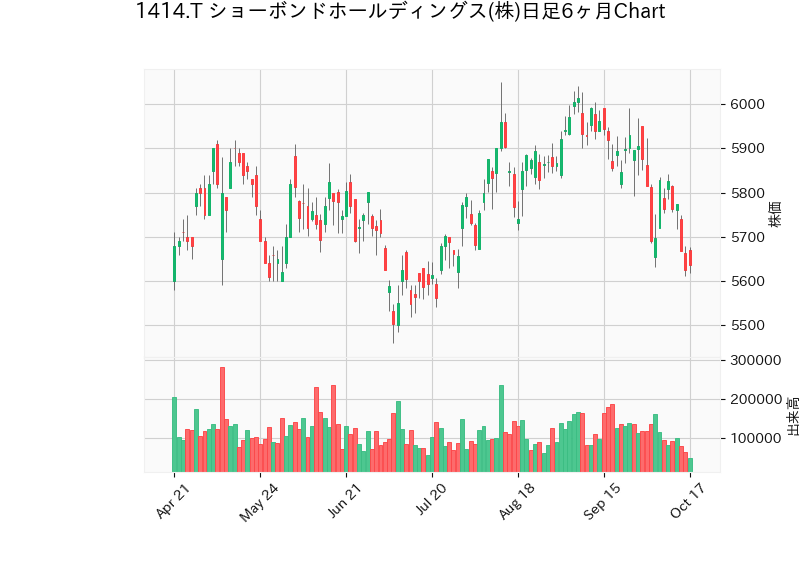 1414.T ショーボンドホールディングス(株)日足6ヶ月Chart
6000
5900
5800
5700
5600
5500
株価
300000
200000
100000
出来高
Apr 21
May 24
Jun 21
Jul 20
Aug 18
Sep 15
Oct 17